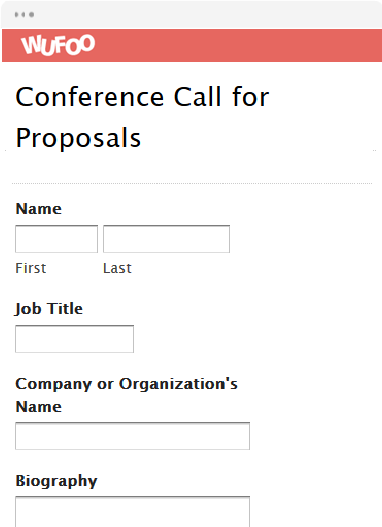 WUFOO
Conference Call for
Proposals
Name
First Last
Job Title
Company or Organization's
Name
Biography